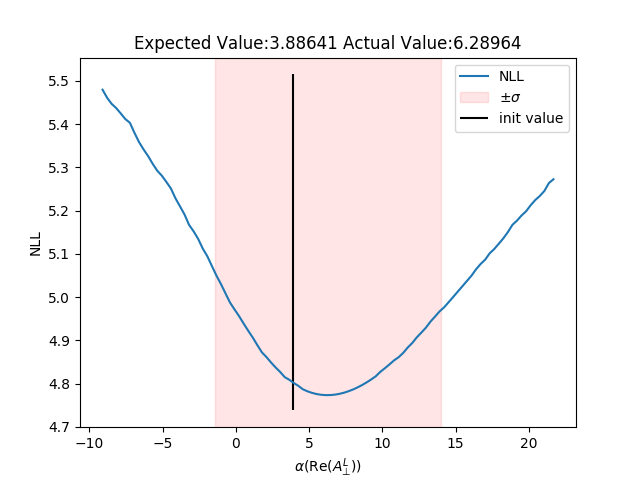 Expected Value:3.88641 Actual Value:6.28964
NLL
±σ
init value
NLL
5.5
5.4
5.3
5.2
5.1
5.0
4.9
4.8
4.7
−10 −5 0 5 10 15 20
α(Re(A_⊥^L))